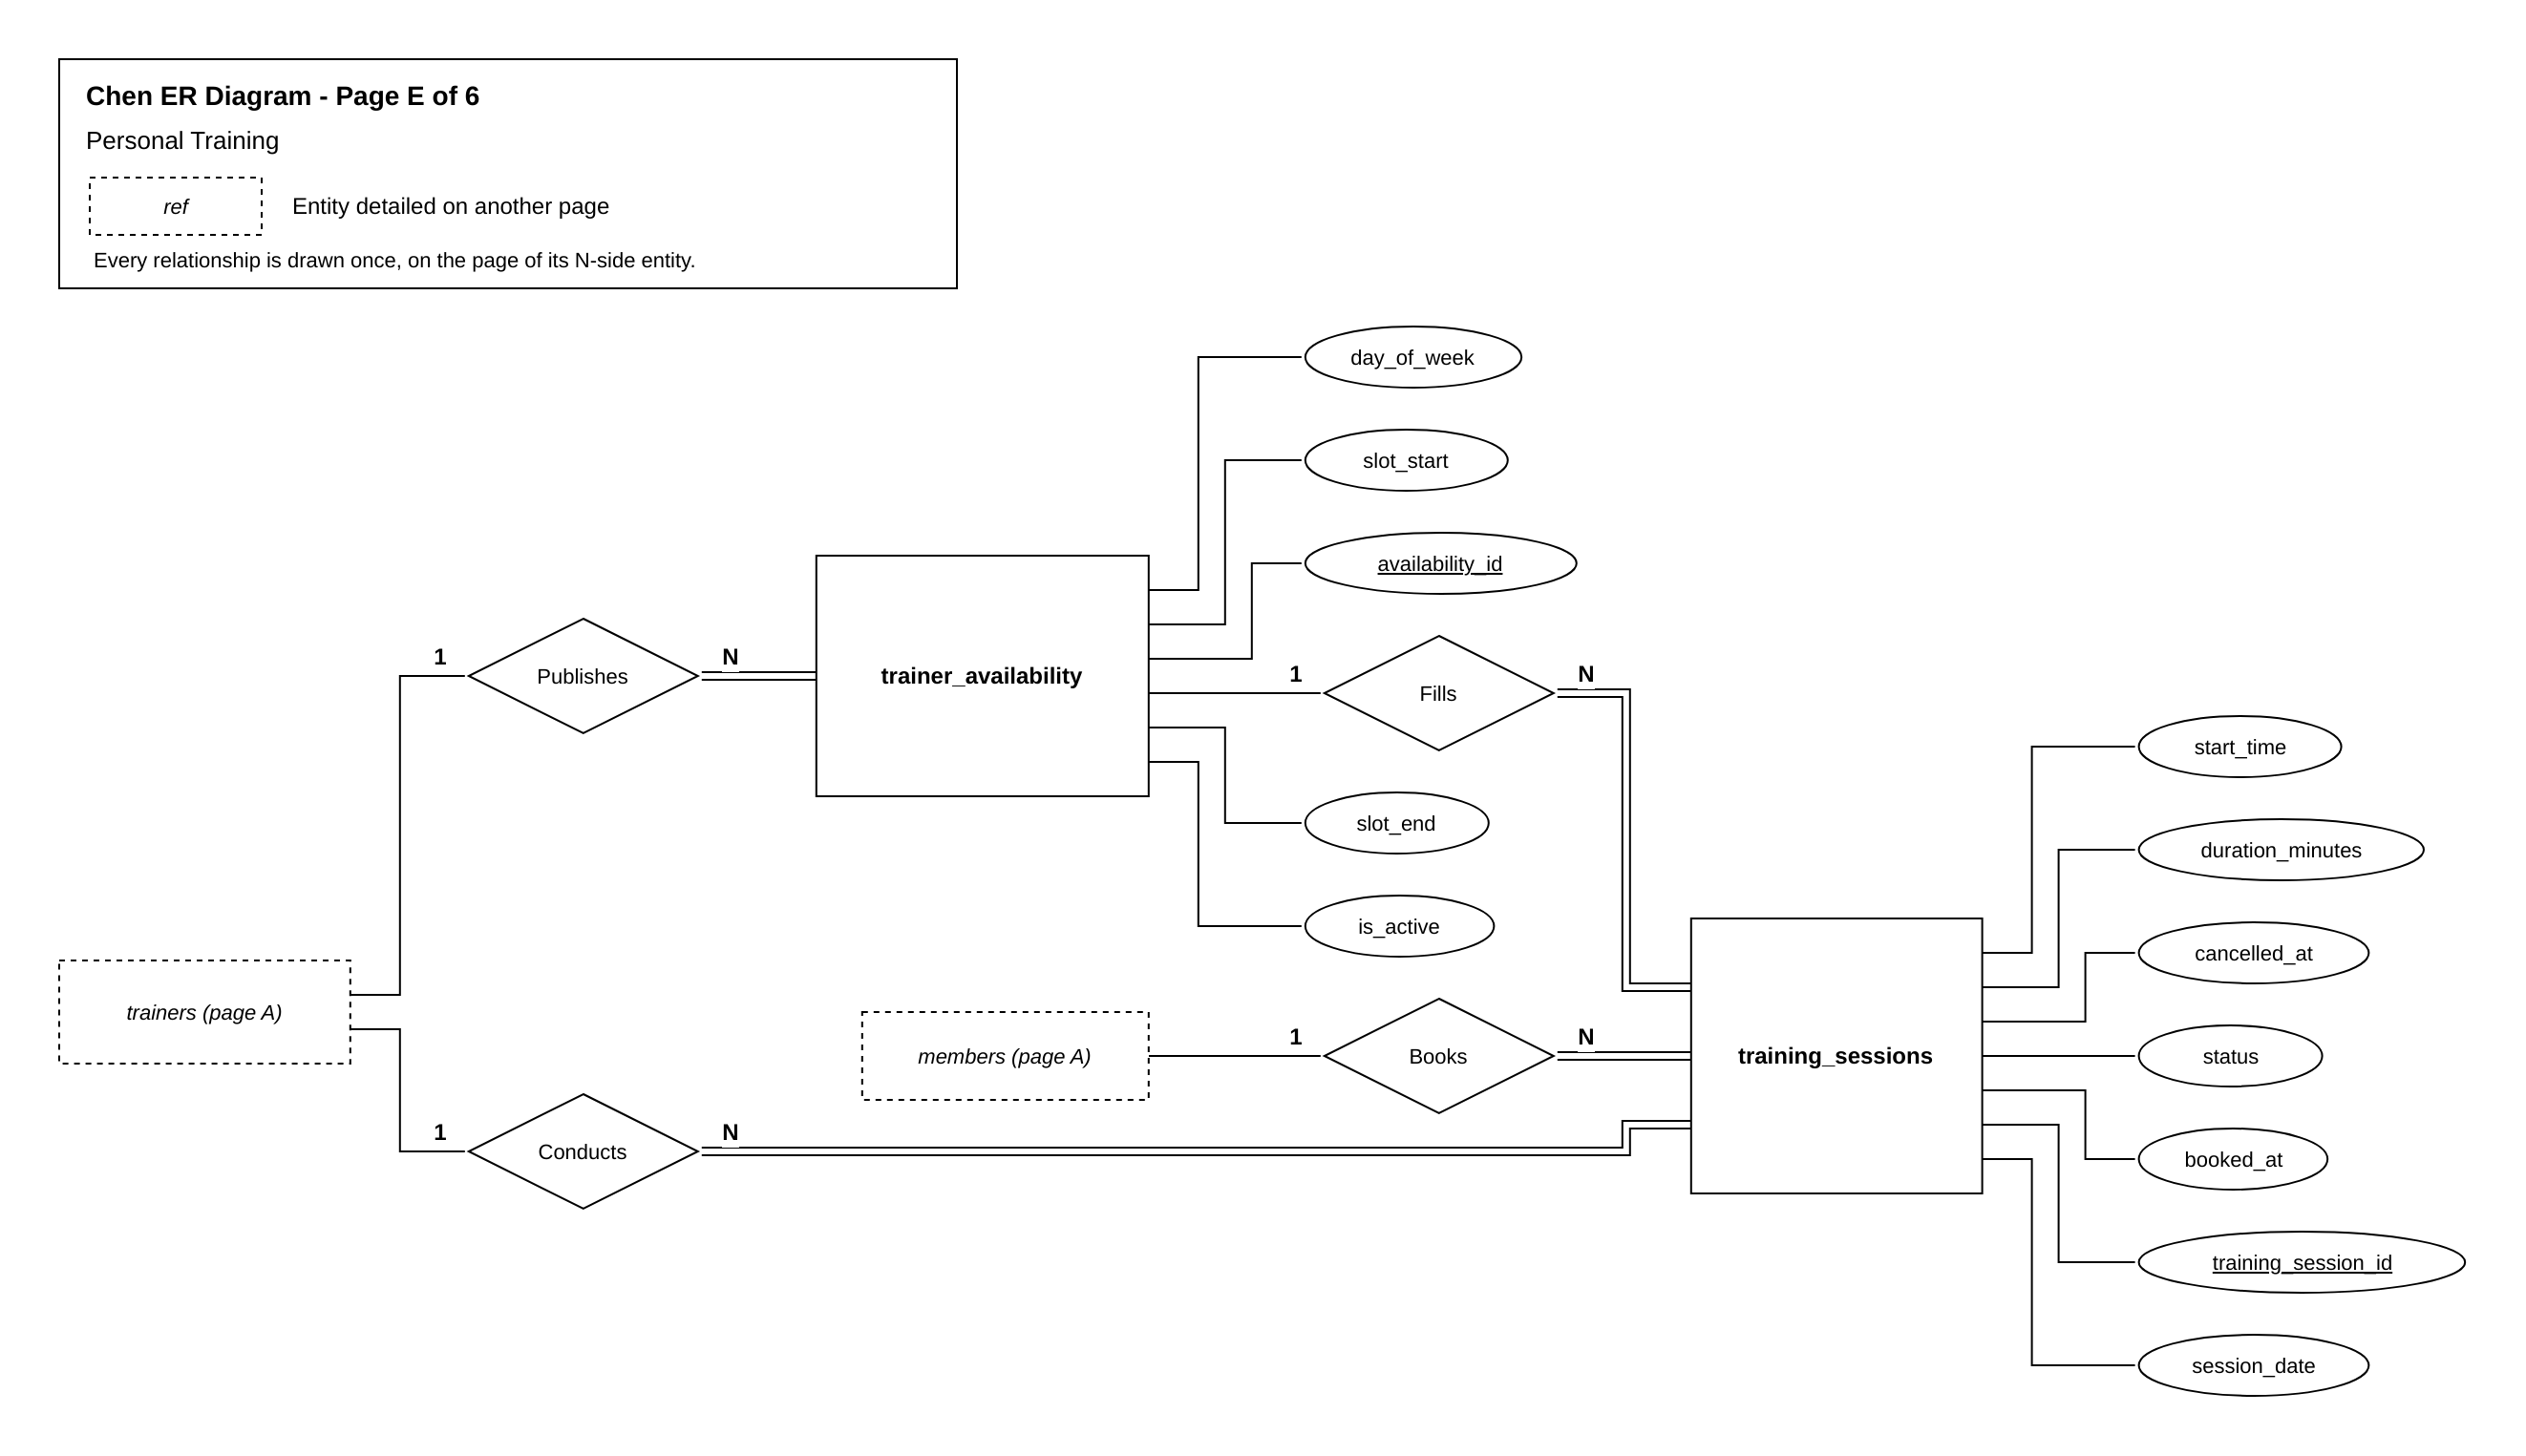 Chen ER Diagram - Page E of 6
Personal Training
ref
Entity detailed on another page
Every relationship is drawn once, on the page of its N-side entity.
day_of_week
slot_start
availability_id
1
Publishes
N
trainer_availability
1
Fills
N
start_time
slot_end
duration_minutes
is_active
cancelled_at
trainers (page A)
members (page A)
1
Books
N
training_sessions
status
1
Conducts
N
booked_at
training_session_id
session_date